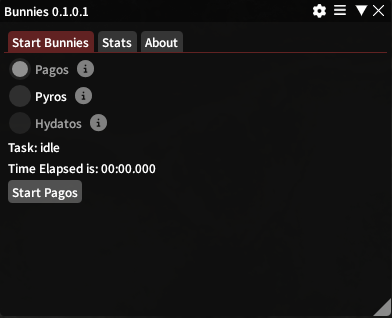 Bunnies 0.1.0.1
Start Bunnies Stats About
Pagos i
Pyros i
Hydatos i
Task: idle
Time Elapsed is: 00:00.000
Start Pagos